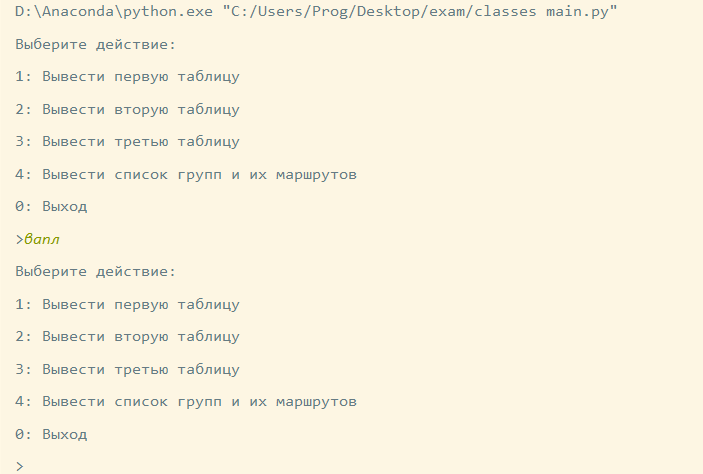 D:\Anaconda\python.exe "C:/Users/Prog/Desktop/exam/classes main.py"
Выберите действие:
1: Вывести первую таблицу
2: Вывести вторую таблицу
3: Вывести третью таблицу
4: Вывести список групп и их маршрутов
0: Выход
>вапл
Выберите действие:
1: Вывести первую таблицу
2: Вывести вторую таблицу
3: Вывести третью таблицу
4: Вывести список групп и их маршрутов
0: Выход
>